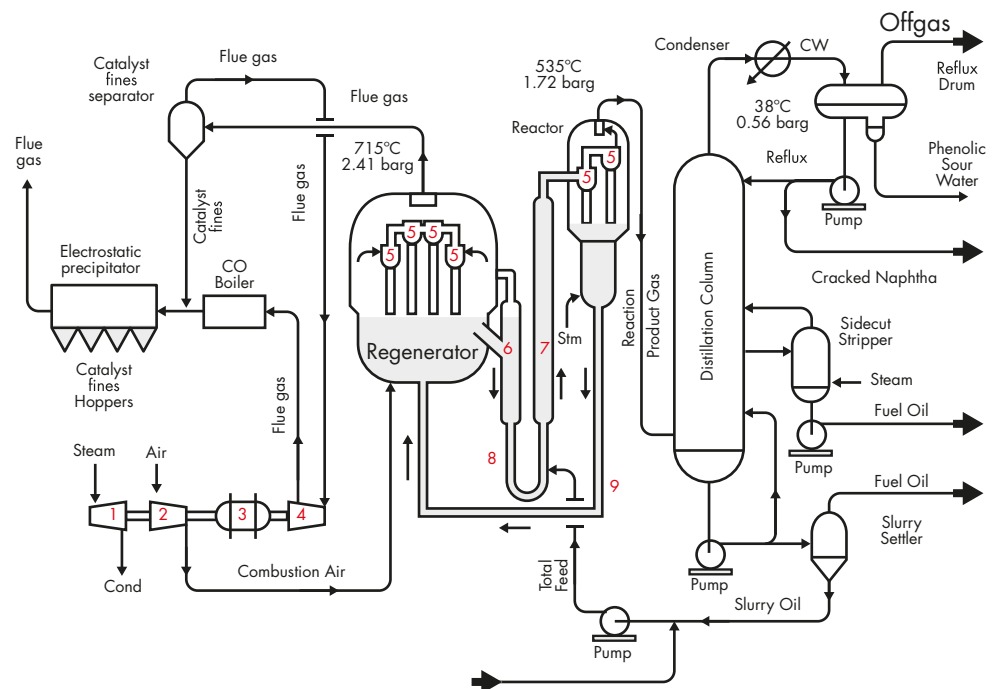 Offgas
Flue gas
Catalyst
fines
separator
Condenser
CW
535ºC
1.72 barg
Reflux
Drum
Flue gas
38ºC
0.56 barg
Reactor
Flue
gas
715ºC
2.41 barg
Reflux
Phenolic
Sour
Water
5
5
Flue gas
Catalyst
fines
Pump
5
5
5
5
Electrostatic
precipitator
CO
Boiler
Cracked Naphtha
Reaction
Product Gas
Distillation Column
Sidecut
Stripper
Stm
Regenerator
6
7
Catalyst
fines
Hoppers
Steam
Flue gas
Fuel Oil
Steam
Air
8
9
Pump
Fuel Oil
1
2
3
4
Slurry
Settler
Cond
Combustion Air
Total
Feed
Pump
Slurry Oil
Pump